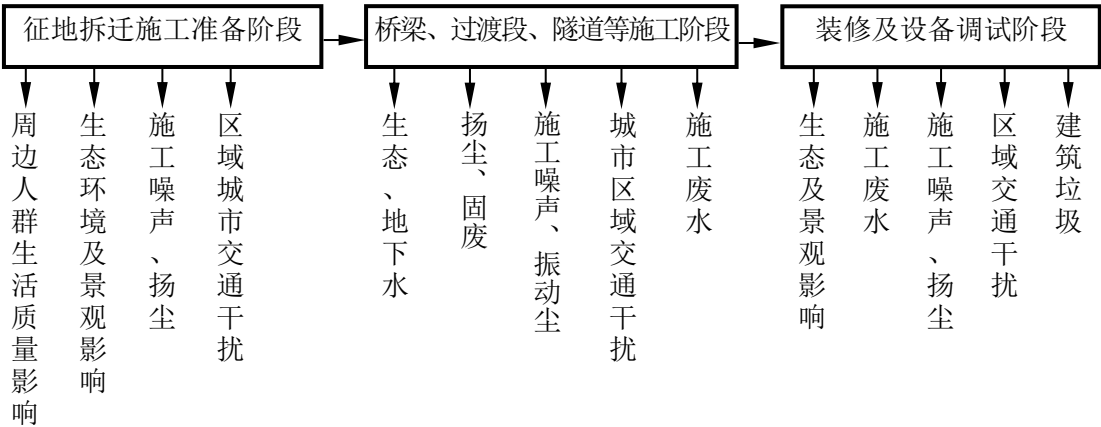 征地拆迁施工准备阶段
桥梁、过渡段、隧道等施工阶段
装修及设备调试阶段
周边人群生活质量影响
生态环境及景观影响
施工噪声、扬尘
区域城市交通干扰
生态、地下水
扬尘、固废
施工噪声、振动尘
城市区域交通干扰
施工废水
生态及景观影响
施工废水
施工噪声、扬尘
区域交通干扰
建筑垃圾